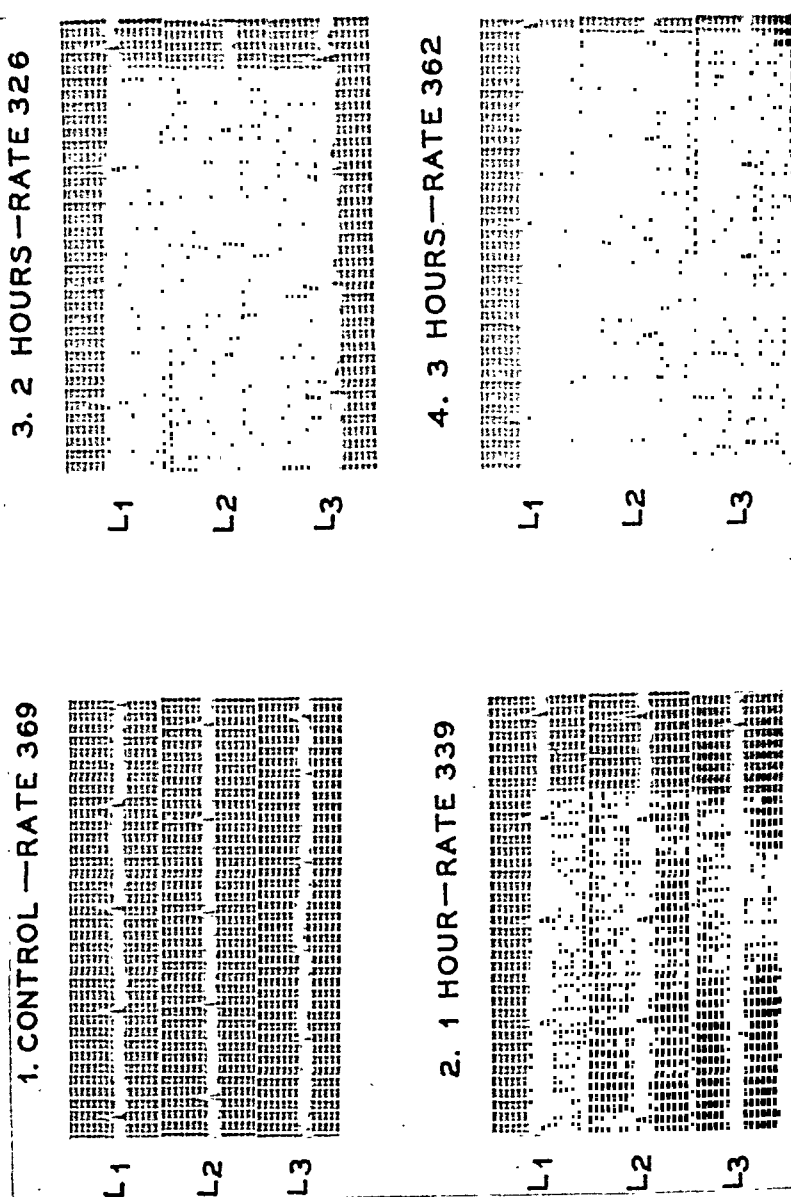 1. CONTROL — RATE 369
L1
L2
L3
2. 1 HOUR — RATE 339
L1
L2
L3
3. 2 HOURS — RATE 326
L1
L2
L3
4. 3 HOURS — RATE 362
L1
L2
L3